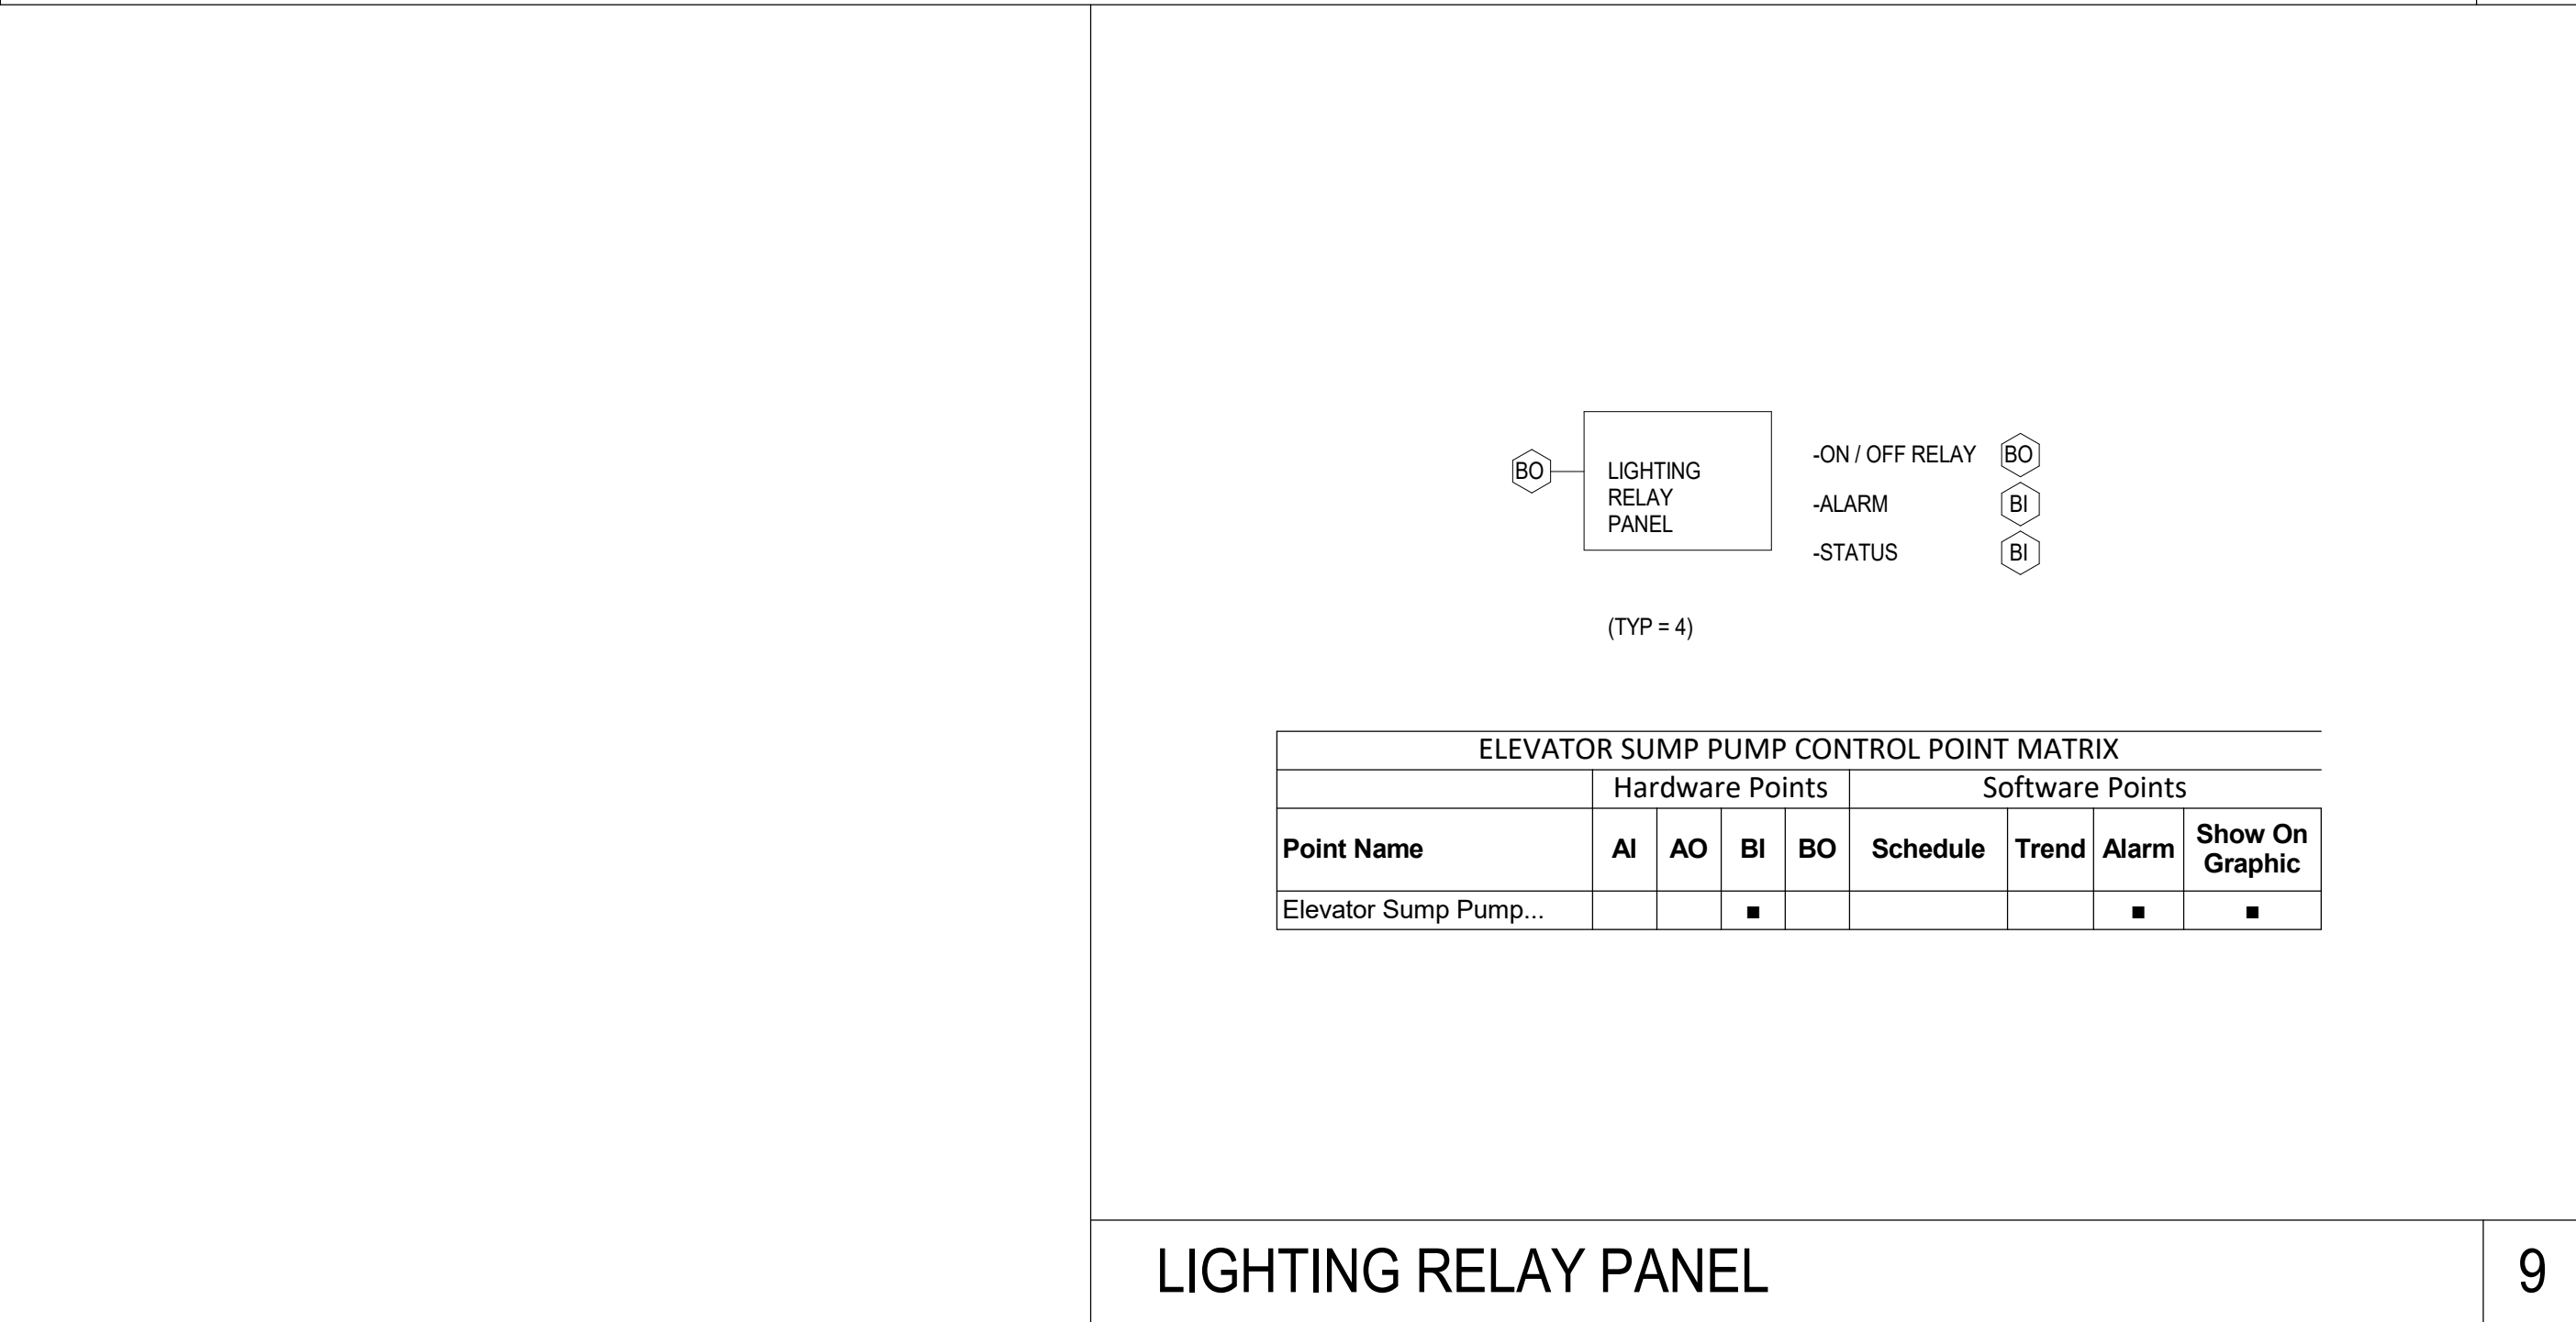 BO
LIGHTING
RELAY
PANEL
-ON / OFF RELAY BO
-ALARM BI
-STATUS BI
(TYP = 4)
ELEVATOR SUMP PUMP CONTROL POINT MATRIX
Hardware Points Software Points
Point Name AI AO BI BO Schedule Trend Alarm Show On Graphic
Elevator Sump Pump... ■ ■ ■
LIGHTING RELAY PANEL 9